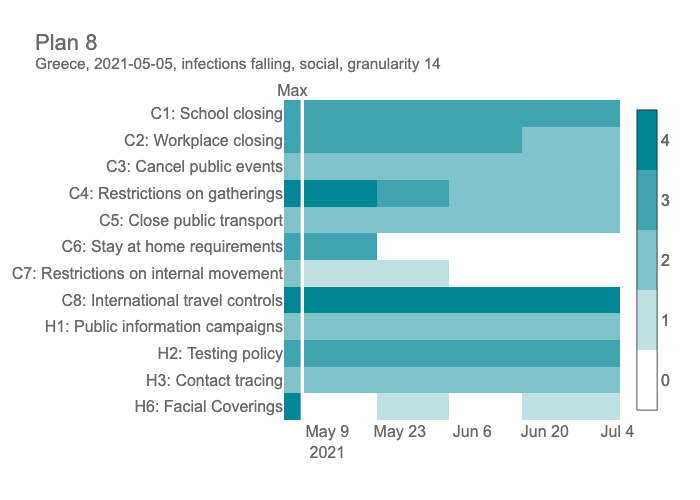 Plan 8
Greece, 2021-05-05, infections falling, social, granularity 14
Max
C1: School closing
C2: Workplace closing
C3: Cancel public events
C4: Restrictions on gatherings
C5: Close public transport
C6: Stay at home requirements
C7: Restrictions on internal movement
C8: International travel controls
H1: Public information campaigns
H2: Testing policy
H3: Contact tracing
H6: Facial Coverings
May 9 May 23 Jun 6 Jun 20 Jul 4
2021
4
3
2
1
0